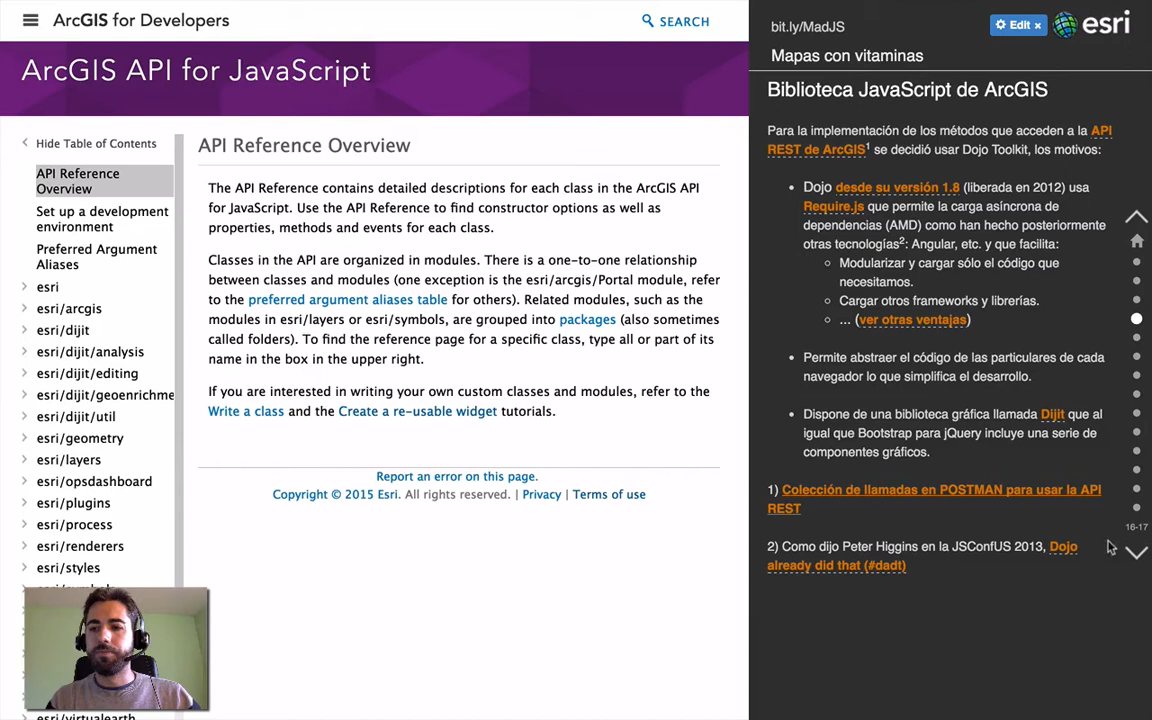 ArcGIS for Developers
SEARCH
ArcGIS API for JavaScript
Hide Table of Contents
API Reference
Overview
Set up a development
environment
Preferred Argument
Aliases
esri
esri/arcgis
esri/dijit
esri/dijit/analysis
esri/dijit/editing
esri/dijit/geoenrichme
esri/dijit/util
esri/geometry
esri/layers
esri/opsdashboard
esri/plugins
esri/process
esri/renderers
esri/styles
esri/virtualearth
API Reference Overview
The API Reference contains detailed descriptions for each class in the ArcGIS API
for JavaScript. Use the API Reference to find constructor options as well as
properties, methods and events for each class.
Classes in the API are organized in modules. There is a one-to-one relationship
between classes and modules (one exception is the esri/arcgis/Portal module, refer
to the preferred argument aliases table for others). Related modules, such as the
modules in esri/layers or esri/symbols, are grouped into packages (also sometimes
called folders). To find the reference page for a specific class, type all or part of its
name in the box in the upper right.
If you are interested in writing your own custom classes and modules, refer to the
Write a class and the Create a re-usable widget tutorials.
Report an error on this page.
Copyright © 2015 Esri. All rights reserved. | Privacy | Terms of use
bit.ly/MadJS
Edit ×
esri
Mapas con vitaminas
Biblioteca JavaScript de ArcGIS
Para la implementación de los métodos que acceden a la API
REST de ArcGIS¹ se decidió usar Dojo Toolkit, los motivos:
• Dojo desde su versión 1.8 (liberada en 2012) usa
Require.js que permite la carga asíncrona de
dependencias (AMD) como han hecho posteriormente
otras tecnologías²: Angular, etc. y que facilita:
Modularizar y cargar sólo el código que
necesitamos.
Cargar otros frameworks y librerías.
... (ver otras ventajas)
• Permite abstraer el código de las particulares de cada
navegador lo que simplifica el desarrollo.
• Dispone de una biblioteca gráfica llamada Dijit que al
igual que Bootstrap para jQuery incluye una serie de
componentes gráficos.
1) Colección de llamadas en POSTMAN para usar la API
REST
2) Como dijo Peter Higgins en la JSConfUS 2013, Dojo
already did that (#dadt)
16-17